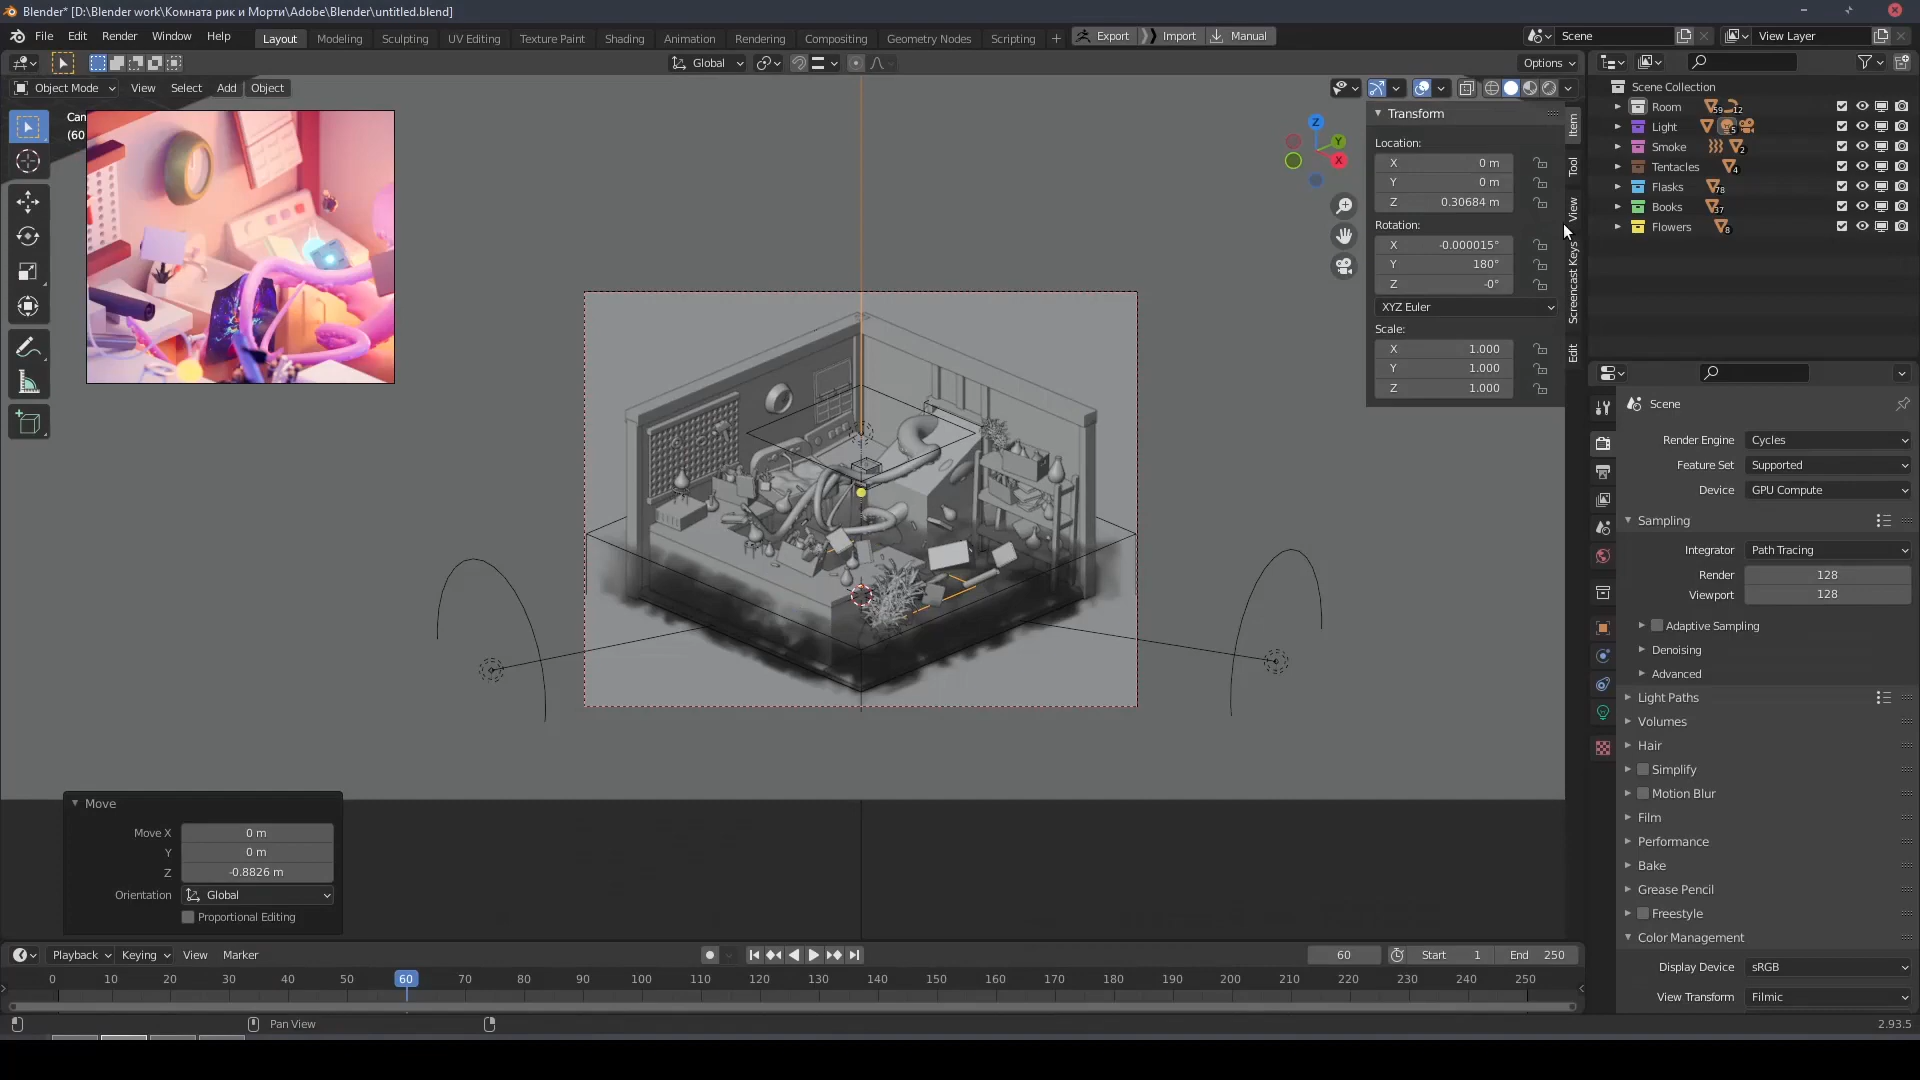 Blender* [D:\Blender work\Комната рик и Морти\Adobe\Blender\untitled.blend]
File Edit Render Window Help
Layout Modeling Sculpting UV Editing Texture Paint Shading Animation Rendering Compositing Geometry Nodes Scripting + Export Import Manual
Scene View Layer
Global Options
Object Mode View Select Add Object
(60
Transform
Location:
X 0 m
Y 0 m
Z 0.30684 m
Rotation:
X -0.000015°
Y 180°
Z -0°
XYZ Euler
Scale:
X 1.000
Y 1.000
Z 1.000
Item
Tool
View
Screencast Keys
Edit
Z
Y
X
Scene Collection
Room 59 12
Light 5
Smoke 2
Tentacles 4
Flasks 78
Books 37
Flowers 8
Scene
Render Engine Cycles
Feature Set Supported
Device GPU Compute
Sampling
Integrator Path Tracing
Render 128
Viewport 128
Adaptive Sampling
Denoising
Advanced
Light Paths
Volumes
Hair
Simplify
Motion Blur
Film
Performance
Bake
Grease Pencil
Freestyle
Color Management
Display Device sRGB
View Transform Filmic
Move
Move X 0 m
Y 0 m
Z -0.8826 m
Orientation Global
Proportional Editing
Playback Keying View Marker 60 Start 1 End 250
0 10 20 30 40 50 60 70 80 90 100 110 120 130 140 150 160 170 180 190 200 210 220 230 240 250
Pan View 2.93.5